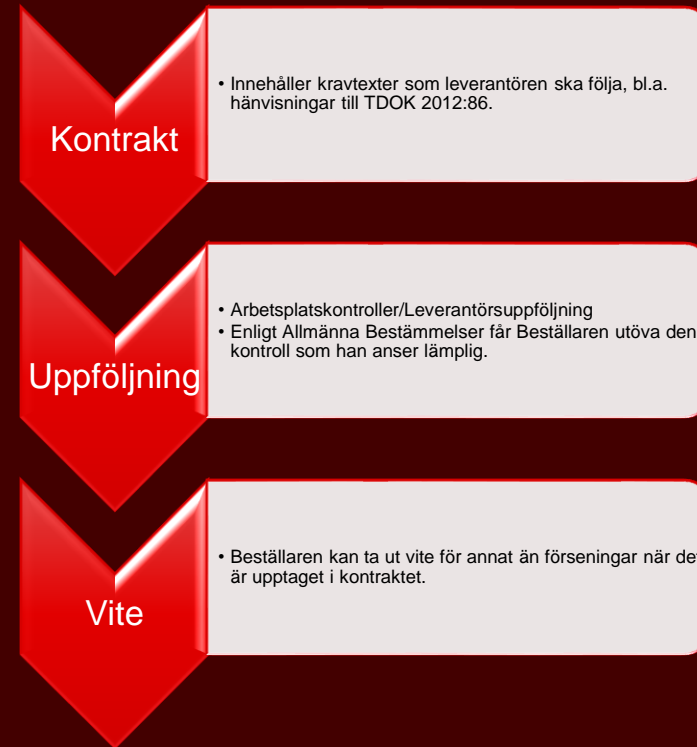 Kontrakt
• Innehåller kravtexter som leverantören ska följa, bl.a.
hänvisningar till TDOK 2012:86.
Uppföljning
• Arbetsplatskontroller/Leverantörsuppföljning
• Enligt Allmänna Bestämmelser får Beställaren utöva den
kontroll som han anser lämplig.
Vite
• Beställaren kan ta ut vite för annat än förseningar när
är upptaget i kontraktet.